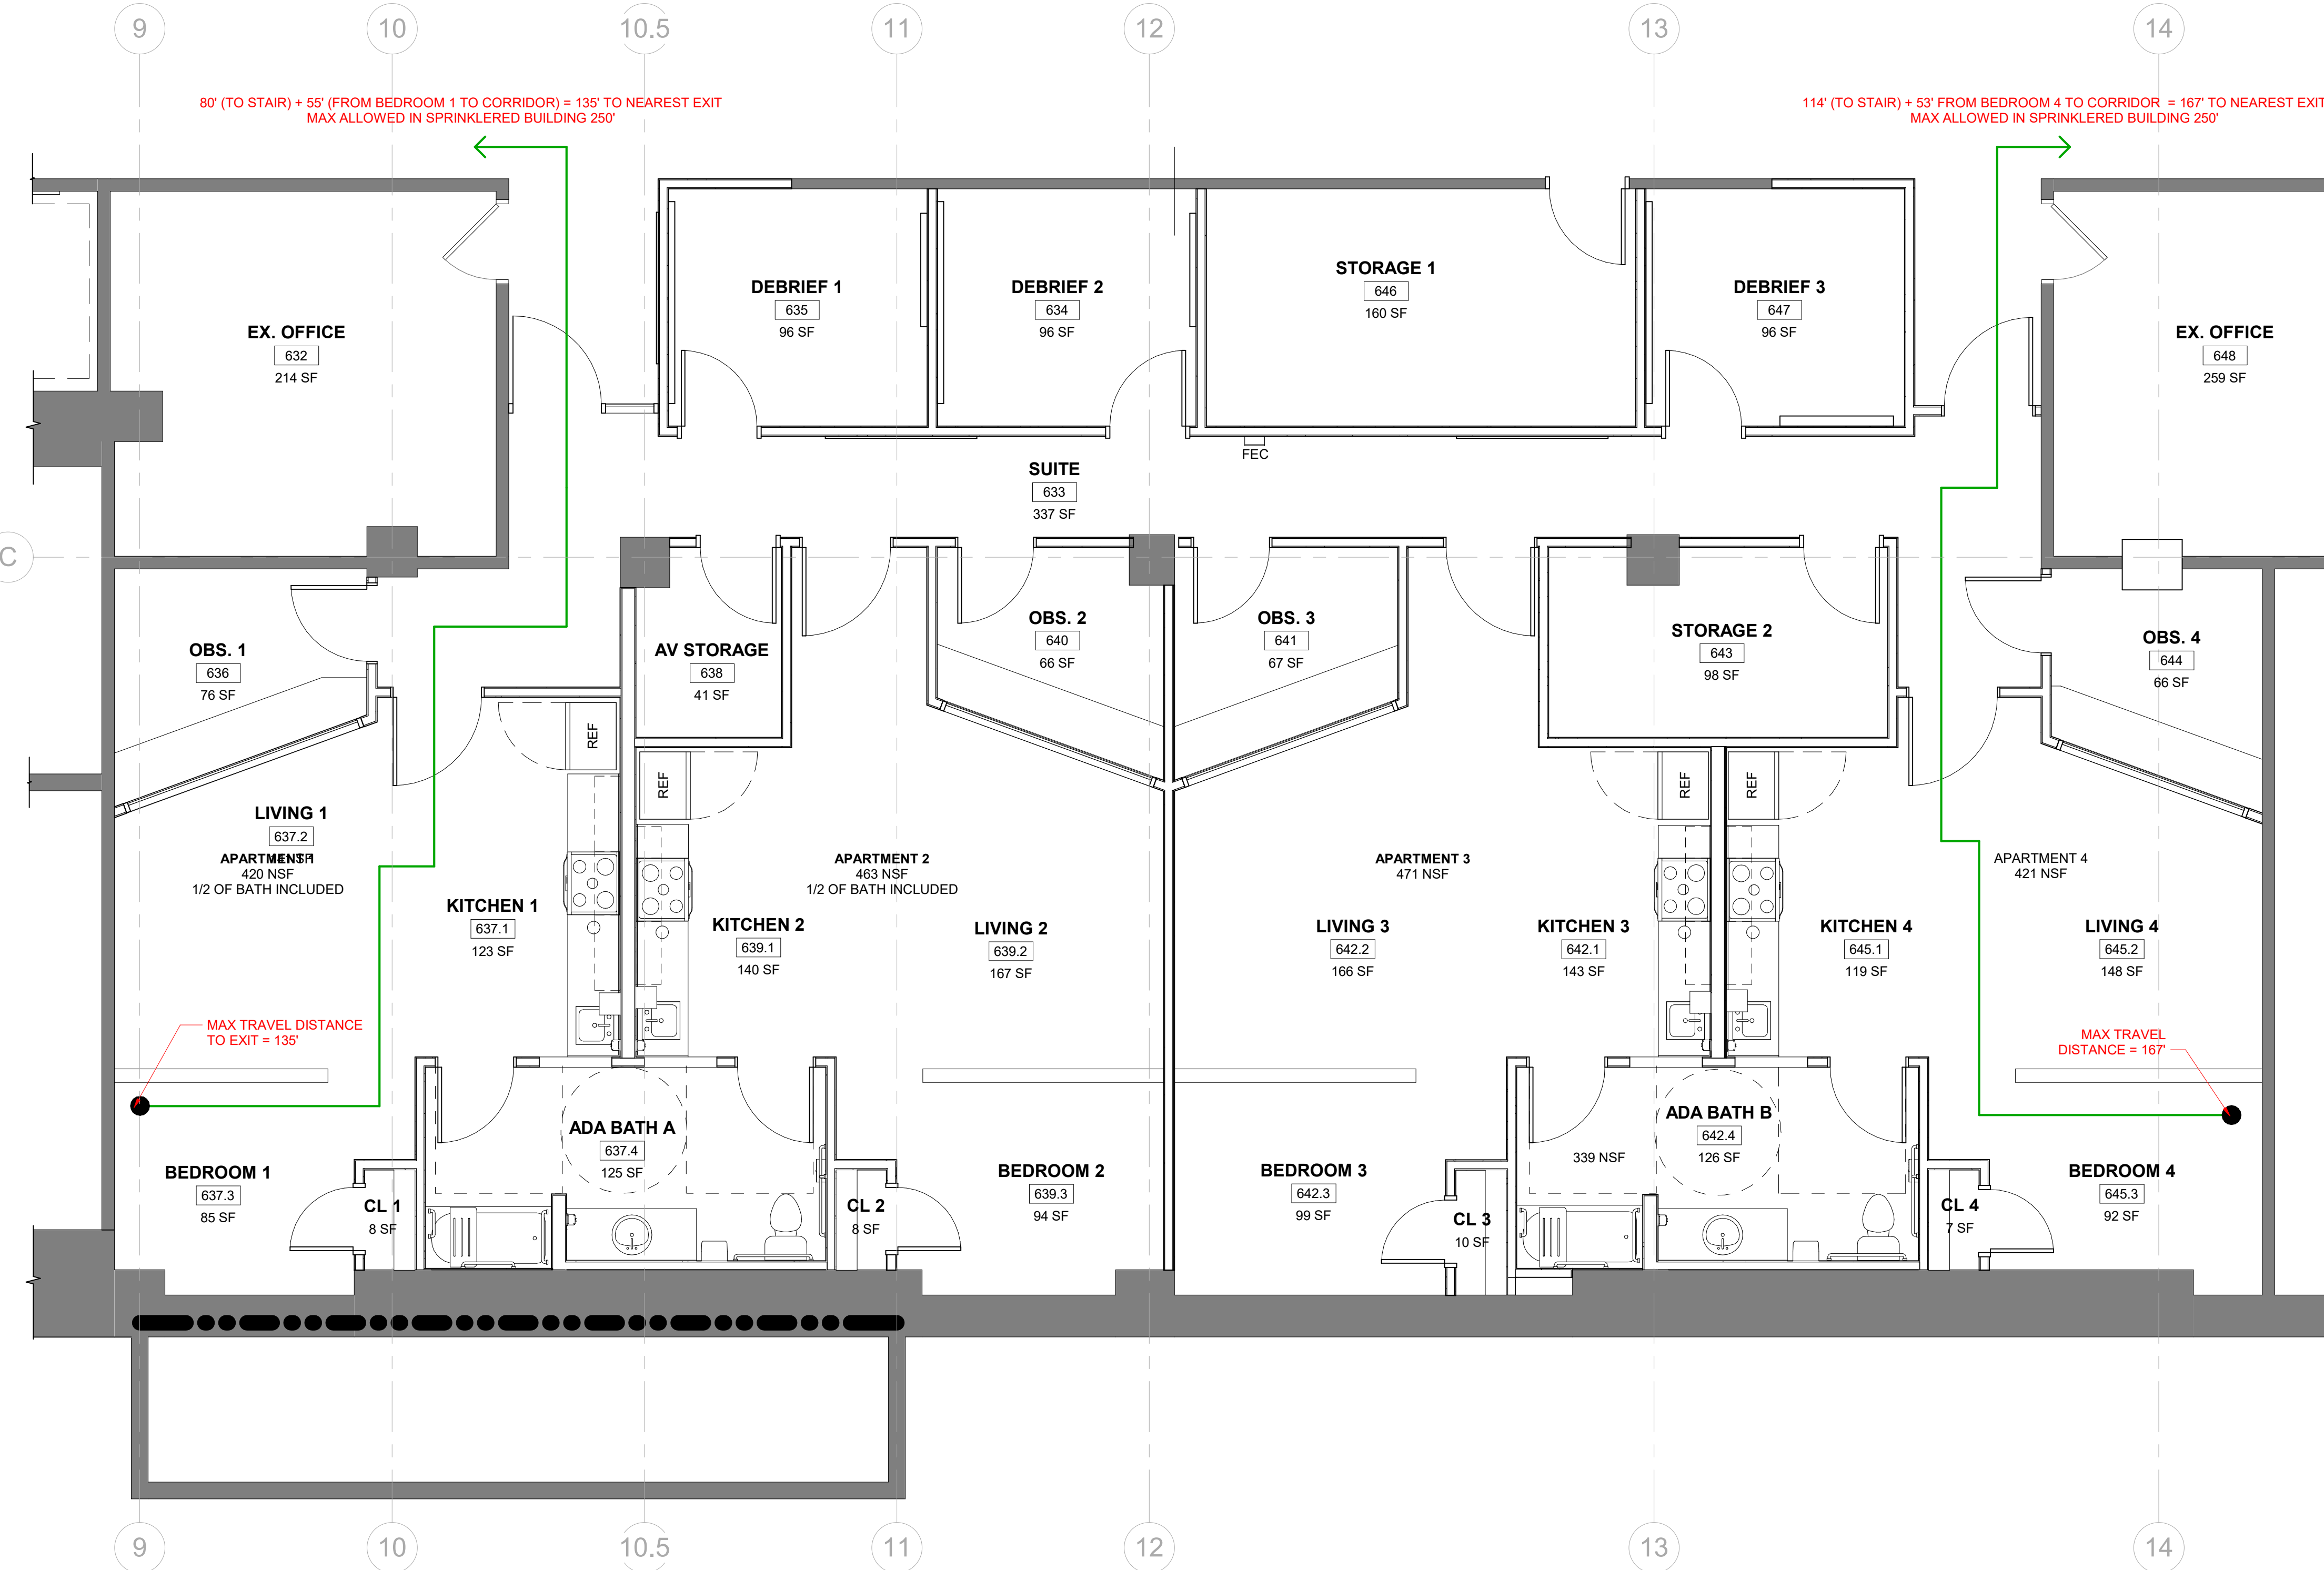 9
10
10.5
11
12
13
14
80' (TO STAIR) + 55' (FROM BEDROOM 1 TO CORRIDOR) = 135' TO NEAREST EXIT
MAX ALLOWED IN SPRINKLERED BUILDING 250'
114' (TO STAIR) + 53' FROM BEDROOM 4 TO CORRIDOR = 167' TO NEAREST EXIT
MAX ALLOWED IN SPRINKLERED BUILDING 250'
EX. OFFICE
632
214 SF
DEBRIEF 1
635
96 SF
DEBRIEF 2
634
96 SF
STORAGE 1
646
160 SF
DEBRIEF 3
647
96 SF
EX. OFFICE
648
259 SF
FEC
SUITE
633
337 SF
C
OBS. 1
636
76 SF
AV STORAGE
638
41 SF
OBS. 2
640
66 SF
OBS. 3
641
67 SF
STORAGE 2
643
98 SF
OBS. 4
644
66 SF
REF
REF
REF
REF
LIVING 1
637.2
APARTMENT 1
420 NSF
1/2 OF BATH INCLUDED
KITCHEN 1
637.1
123 SF
APARTMENT 2
463 NSF
1/2 OF BATH INCLUDED
KITCHEN 2
639.1
140 SF
LIVING 2
639.2
167 SF
APARTMENT 3
471 NSF
LIVING 3
642.2
166 SF
KITCHEN 3
642.1
143 SF
KITCHEN 4
645.1
119 SF
APARTMENT 4
421 NSF
LIVING 4
645.2
148 SF
MAX TRAVEL DISTANCE
TO EXIT = 135'
MAX TRAVEL
DISTANCE = 167'
BEDROOM 1
637.3
85 SF
CL 1
8 SF
ADA BATH A
637.4
125 SF
CL 2
8 SF
BEDROOM 2
639.3
94 SF
BEDROOM 3
642.3
99 SF
CL 3
10 SF
339 NSF
ADA BATH B
642.4
126 SF
CL 4
7 SF
BEDROOM 4
645.3
92 SF
9
10
10.5
11
12
13
14